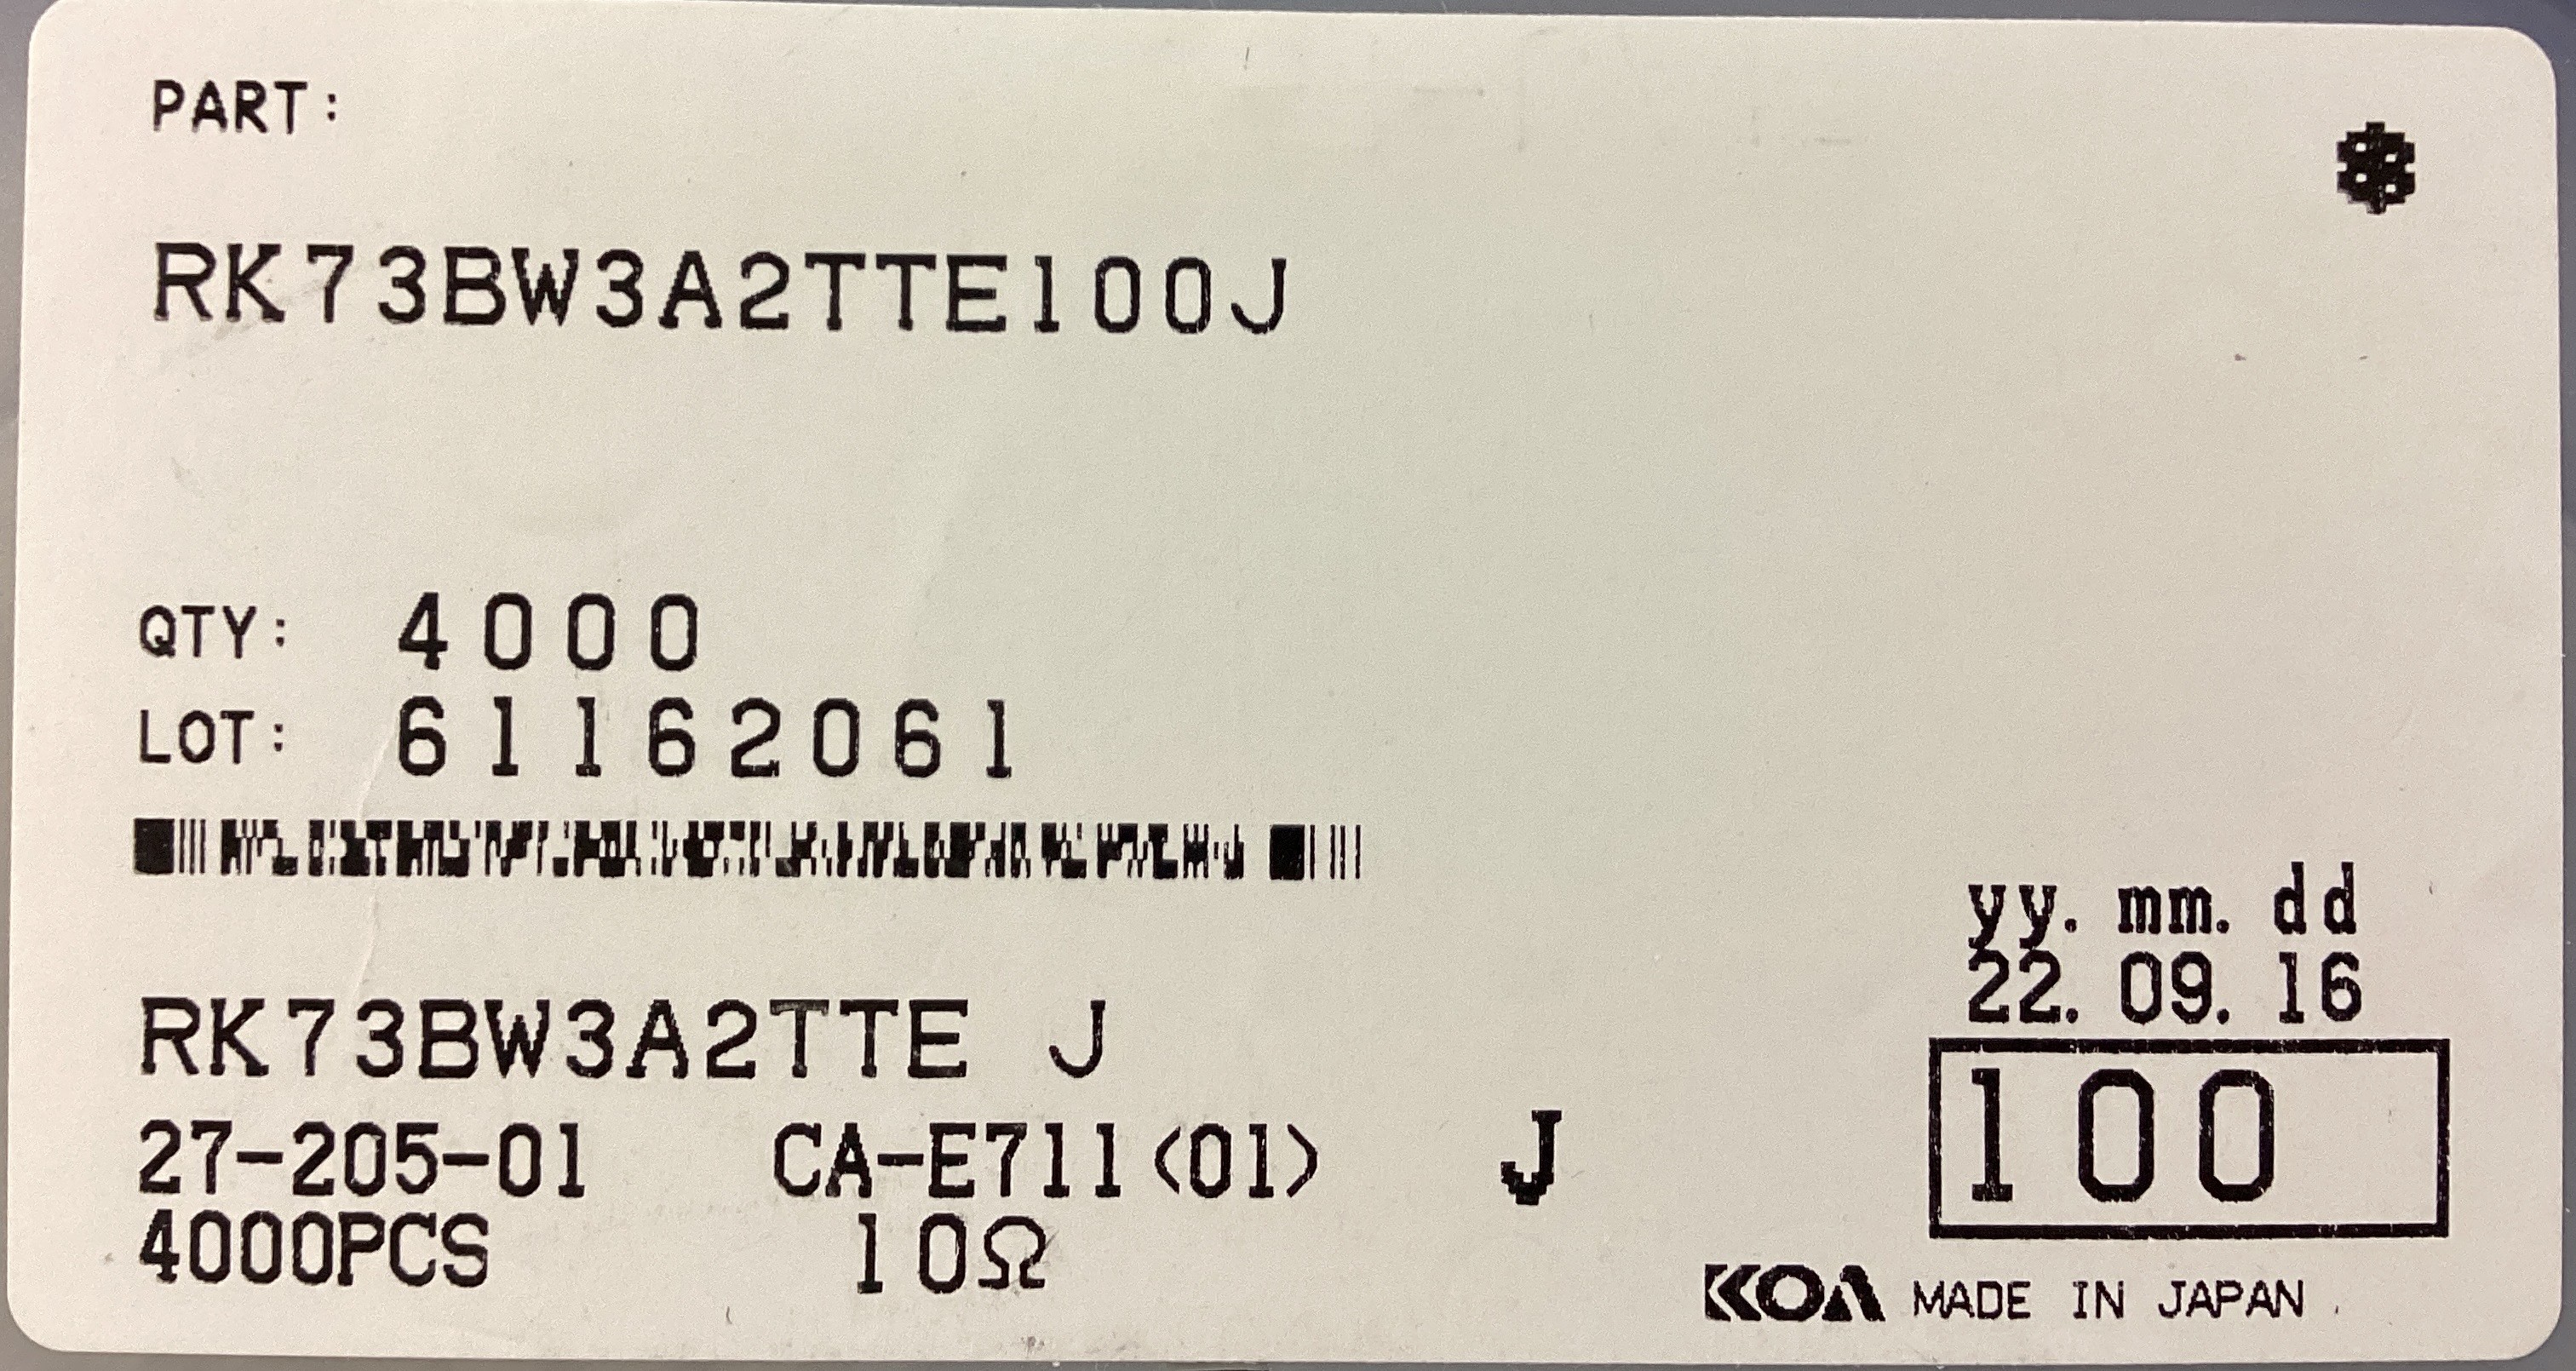 PART:
*
RK73BW3A2TTE100J
QTY: 4000
LOT: 61162061
yy. mm. dd
22. 09. 16
RK73BW3A2TTE J
100
27-205-01 CA-E711<01> J
4000PCS 10Ω
KOA MADE IN JAPAN